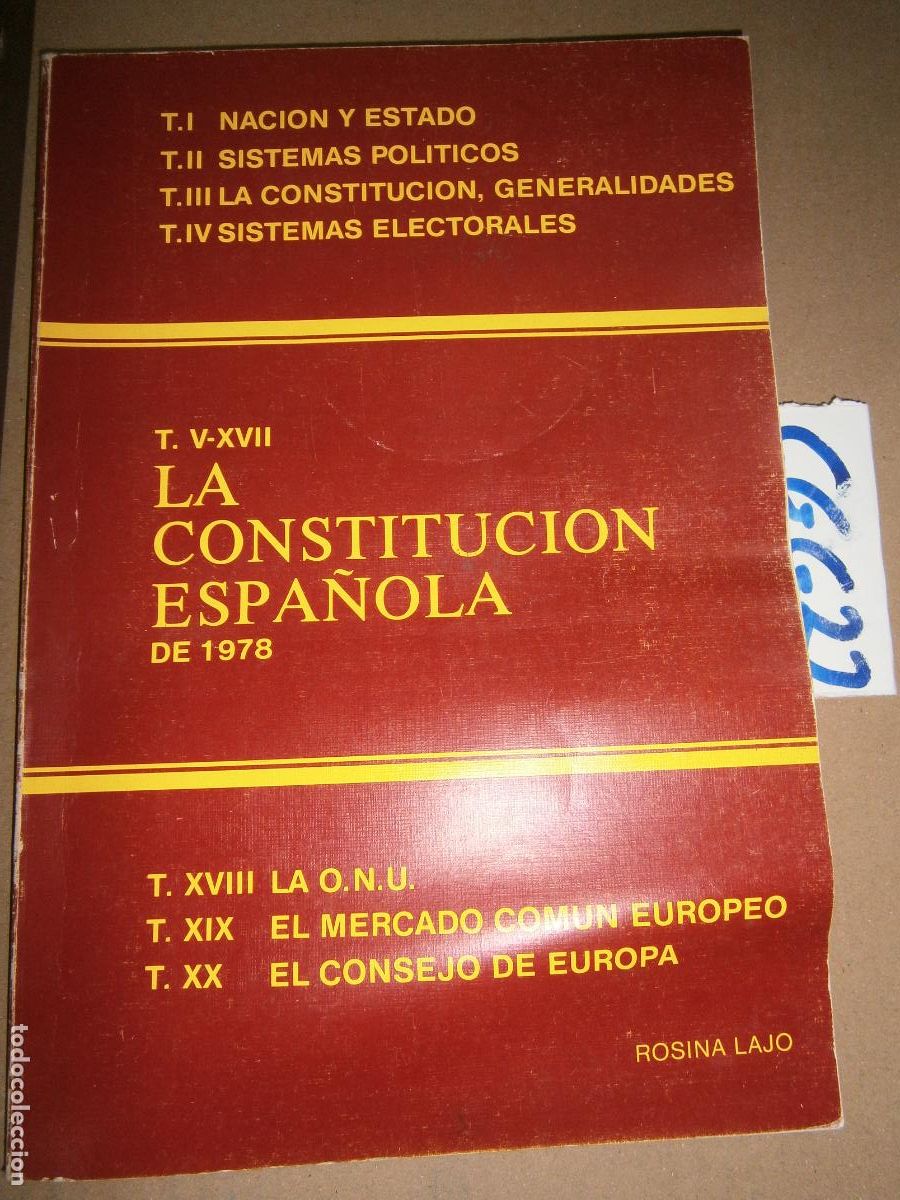 T.I NACION Y ESTADO
T.II SISTEMAS POLITICOS
T.III LA CONSTITUCION, GENERALIDADES
T.IV SISTEMAS ELECTORALES
T. V-XVII
LA
CONSTITUCION
ESPAÑOLA
DE 1978
T. XVIII LA O.N.U.
T. XIX EL MERCADO COMUN EUROPEO
T. XX EL CONSEJO DE EUROPA
ROSINA LAJO
todocoleccion